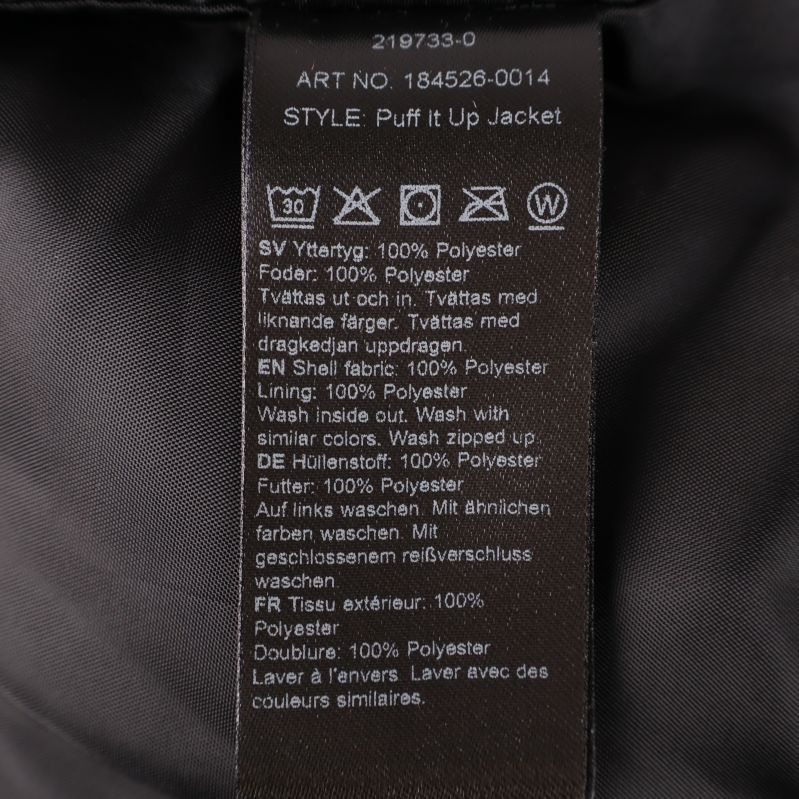 219733-0
ART NO. 184526-0014
STYLE: Puff It Up Jacket
30 W
SV Yttertyg: 100% Polyester
Foder: 100% Polyester
Tvättas ut och in. Tvättas med
liknande färger. Tvättas med
dragkedjan uppdragen.
EN Shell fabric: 100% Polyester
Lining: 100% Polyester
Wash inside out. Wash with
similar colors. Wash zipped up.
DE Hüllenstoff: 100% Polyester
Futter: 100% Polyester
Auf links waschen. Mit ähnlichen
farben waschen. Mit
geschlossenem reißverschluss
waschen.
FR Tissu extérieur: 100%
Polyester
Doublure: 100% Polyester
Laver à l'envers. Laver avec des
couleurs similaires.